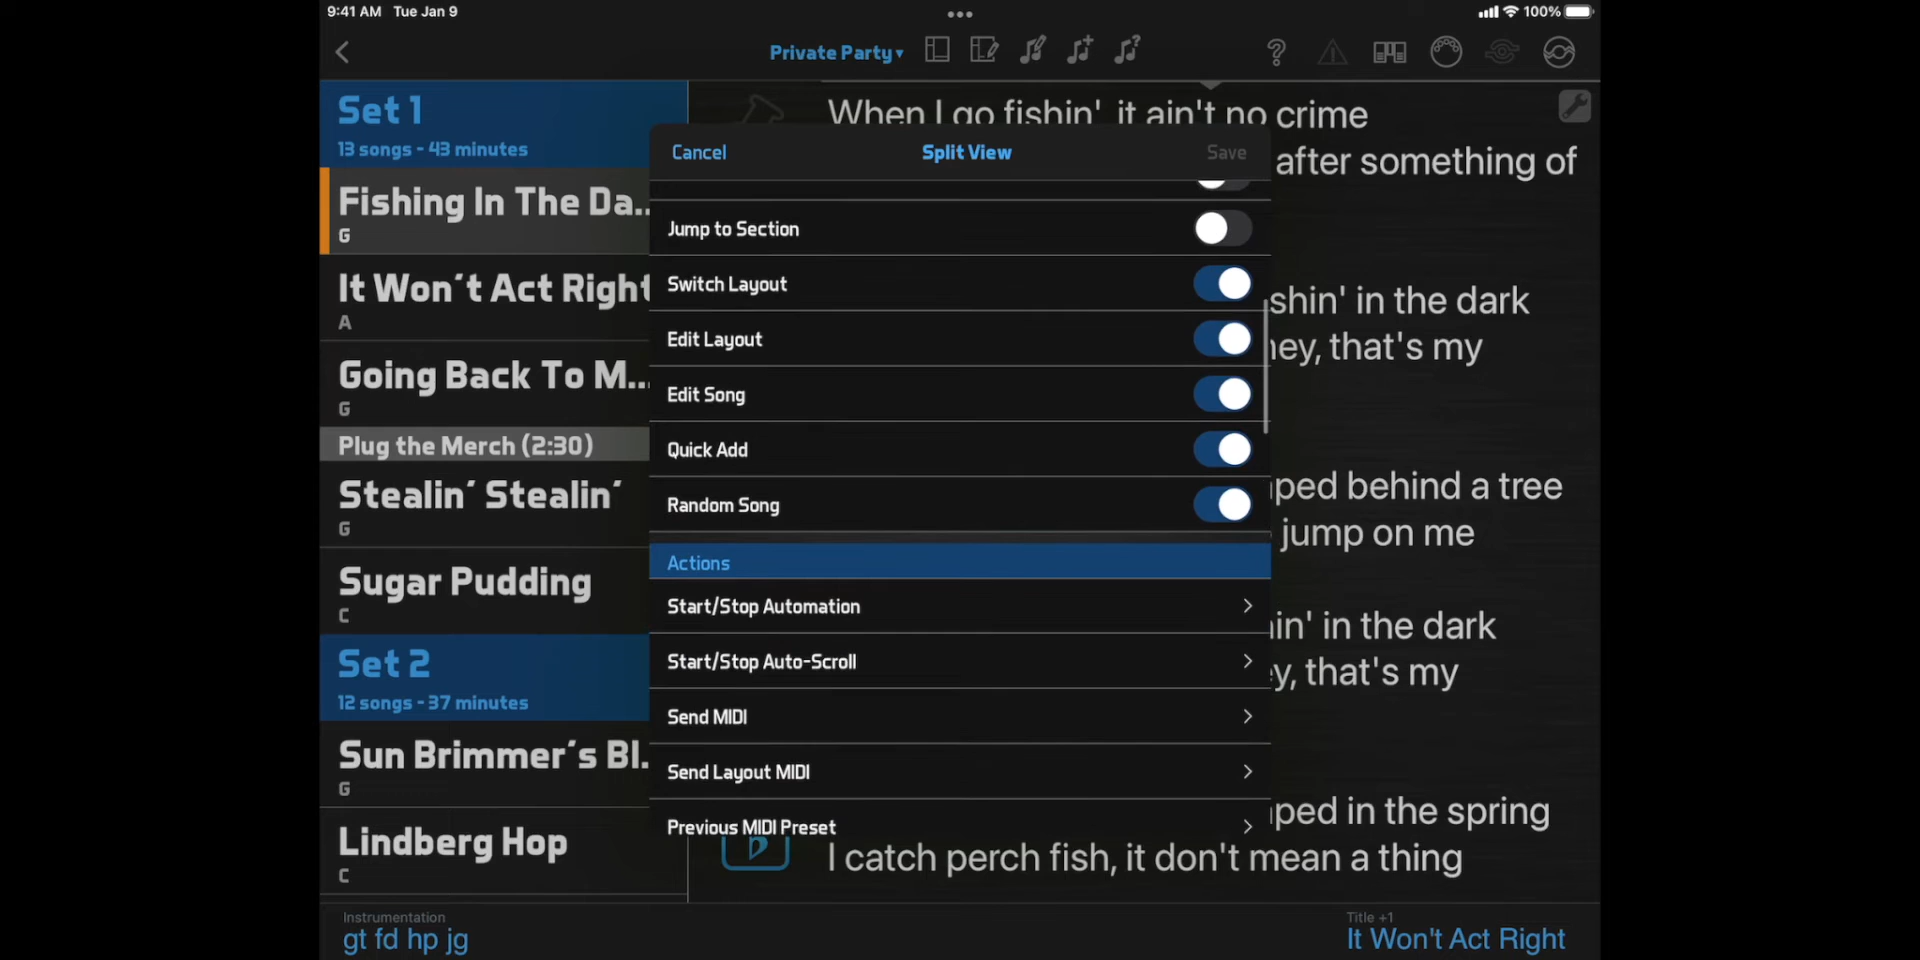 9:41 AM Tue Jan 9
100%
Private Party
Set 1
13 songs - 43 minutes
Fishing In The Da...
G
It Won't Act Right
A
Going Back To M...
G
Plug the Merch (2:30)
Stealin' Stealin'
G
Sugar Pudding
C
Set 2
12 songs - 37 minutes
Sun Brimmer's Bl.
G
Lindberg Hop
C
When I go fishin' it ain't no crime
after something of
shin' in the dark
ney, that's my
ped behind a tree
jump on me
in' in the dark
y, that's my
ped in the spring
I catch perch fish, it don't mean a thing
Cancel
Split View
Save
Jump to Section
Switch Layout
Edit Layout
Edit Song
Quick Add
Random Song
Actions
Start/Stop Automation
Start/Stop Auto-Scroll
Send MIDI
Send Layout MIDI
Previous MIDI Preset
Instrumentation
gt fd hp jg
Title +1
It Won't Act Right